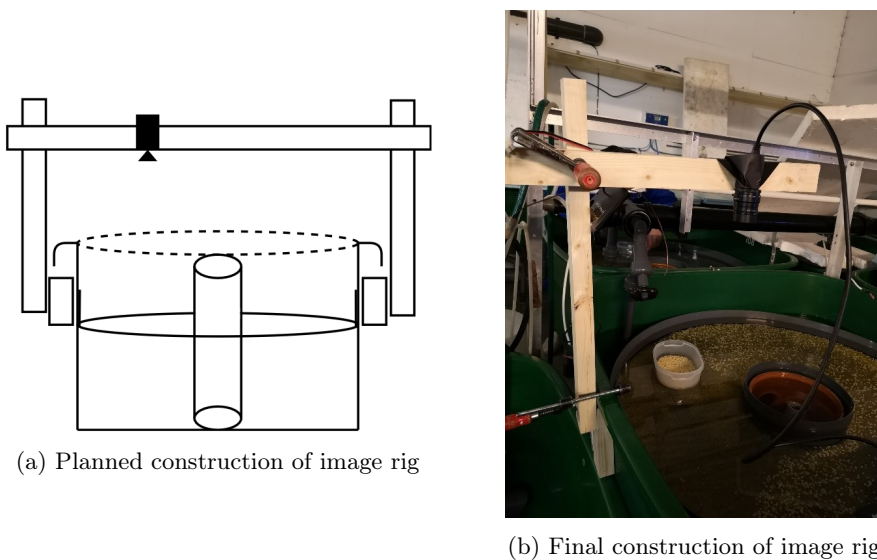 (a) Planned construction of image rig
(b) Final construction of image rig